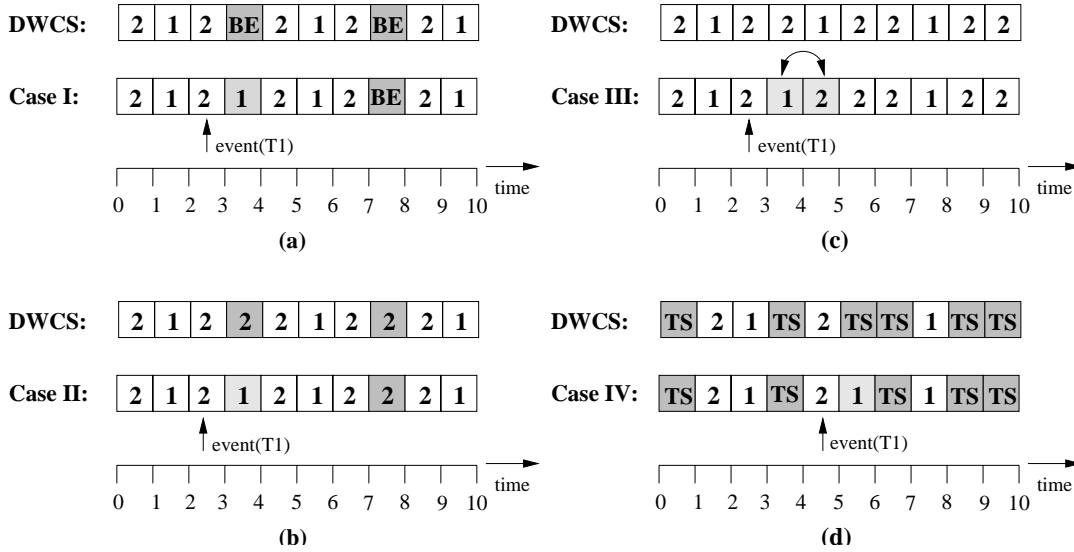 DWCS: 2 1 2 BE 2 1 2 BE 2 1
Case I: 2 1 2 1 2 1 2 BE 2 1
event(T1)
time
0 1 2 3 4 5 6 7 8 9 10
(a)
DWCS: 2 1 2 2 1 2 2 1 2 2
Case III: 2 1 2 1 2 2 2 1 2 2
event(T1)
time
0 1 2 3 4 5 6 7 8 9 10
(c)
DWCS: 2 1 2 2 2 1 2 2 2 1
Case II: 2 1 2 1 2 1 2 2 2 1
event(T1)
time
0 1 2 3 4 5 6 7 8 9 10
(b)
DWCS: TS 2 1 TS 2 TS TS 1 TS TS
Case IV: TS 2 1 TS 2 1 TS 1 TS TS
event(T1)
time
0 1 2 3 4 5 6 7 8 9 10
(d)